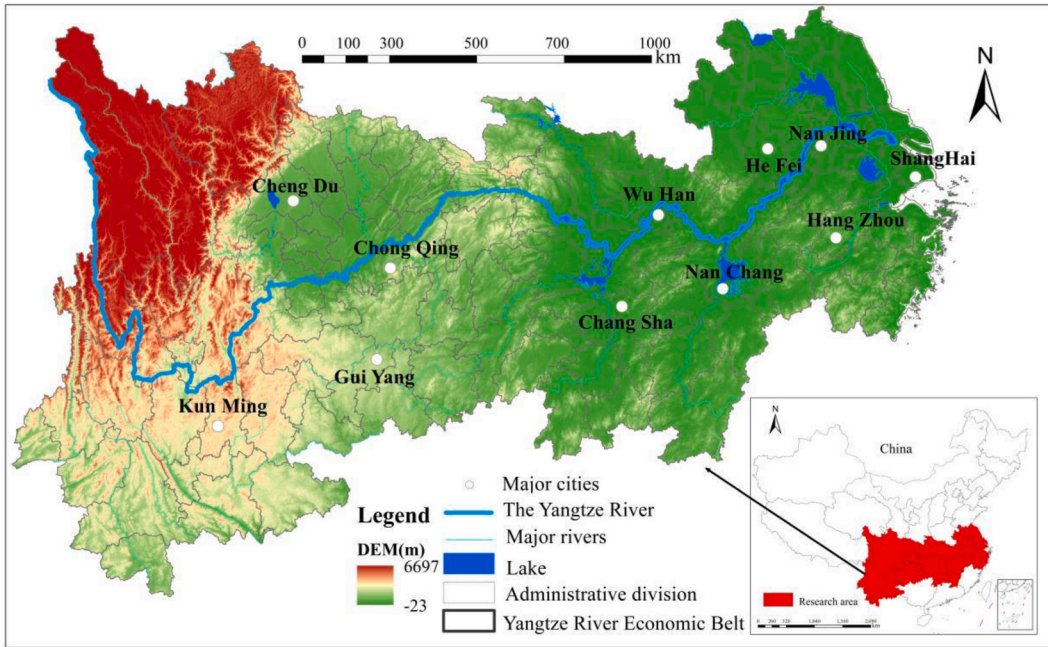 0 100 300 500 700 1000
km
N
Nan Jing
He Fei
ShangHai
Cheng Du
Wu Han
Hang Zhou
Chong Qing
Nan Chang
Chang Sha
Gui Yang
Kun Ming
Legend
DEM(m)
6697
-23
Major cities
The Yangtze River
Major rivers
Lake
Administrative division
Yangtze River Economic Belt
N
China
Research area
km